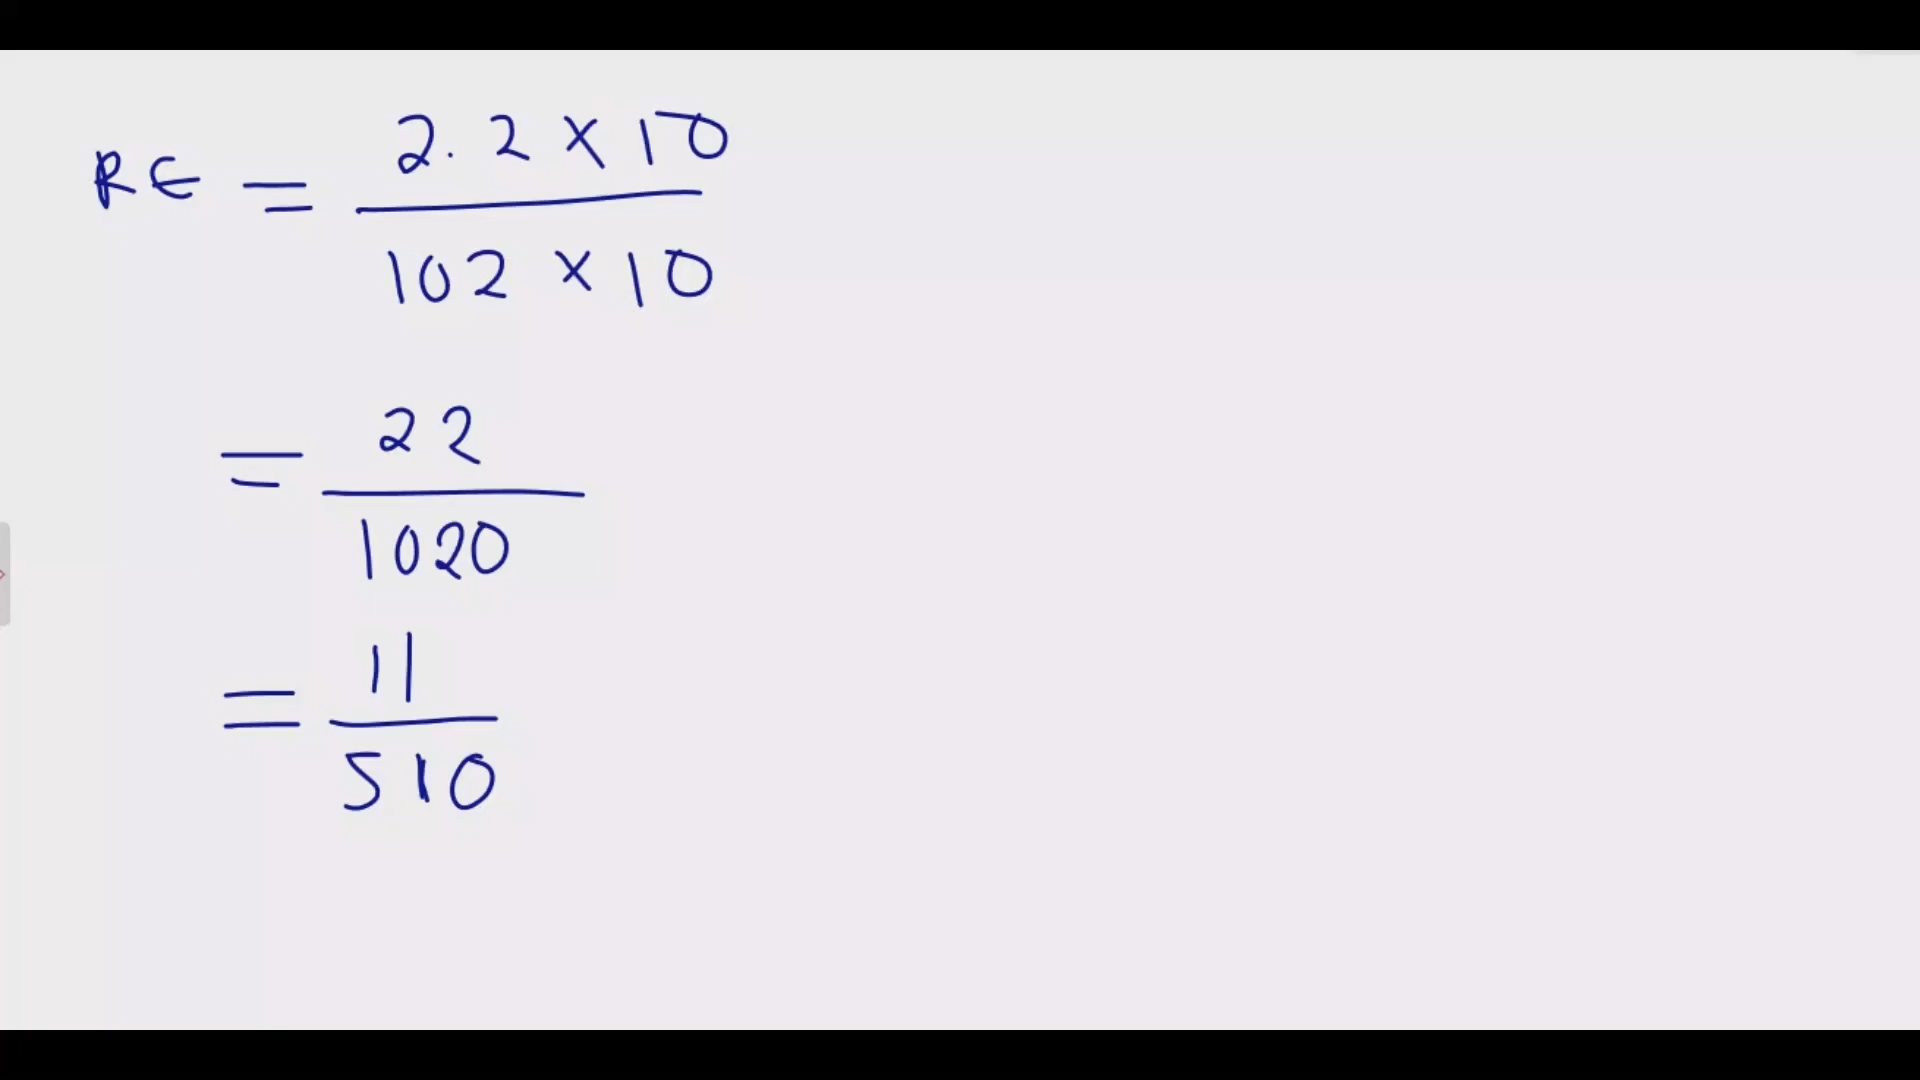 RE = 2.2 × 10
102 × 10
= 22
1020
= 11
510